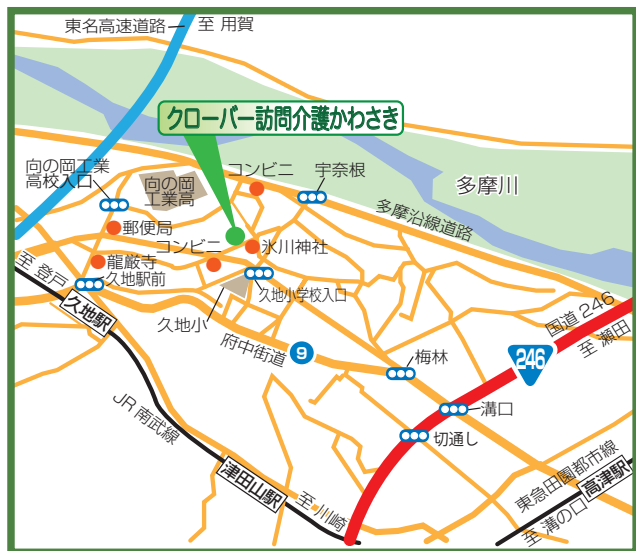 東名高速道路
至 用賀
クローバー訪問介護かわさき
コンビニ
宇奈根
向の岡工業
高校入口
向の岡
工業高
多摩川
多摩沿線道路
郵便局
コンビニ
氷川神社
龍厳寺
久地駅前
至 登戸
久地小学校入口
久地駅
久地小
府中街道
9
国道246
至 瀬田
246
梅林
JR南武線
溝口
切通し
津田山駅
至 川崎
東急田園都市線
高津駅
至 溝の口